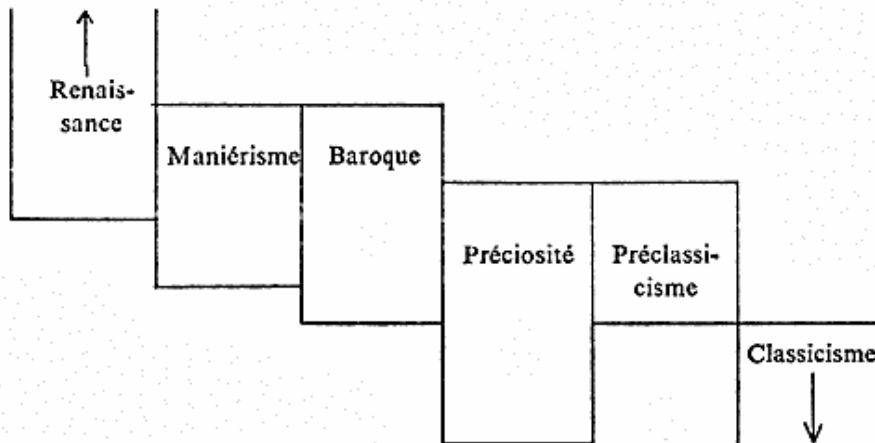 Renais-
sance
Maniérisme
Baroque
Préciosité
Préclassi-
cisme
Classicisme